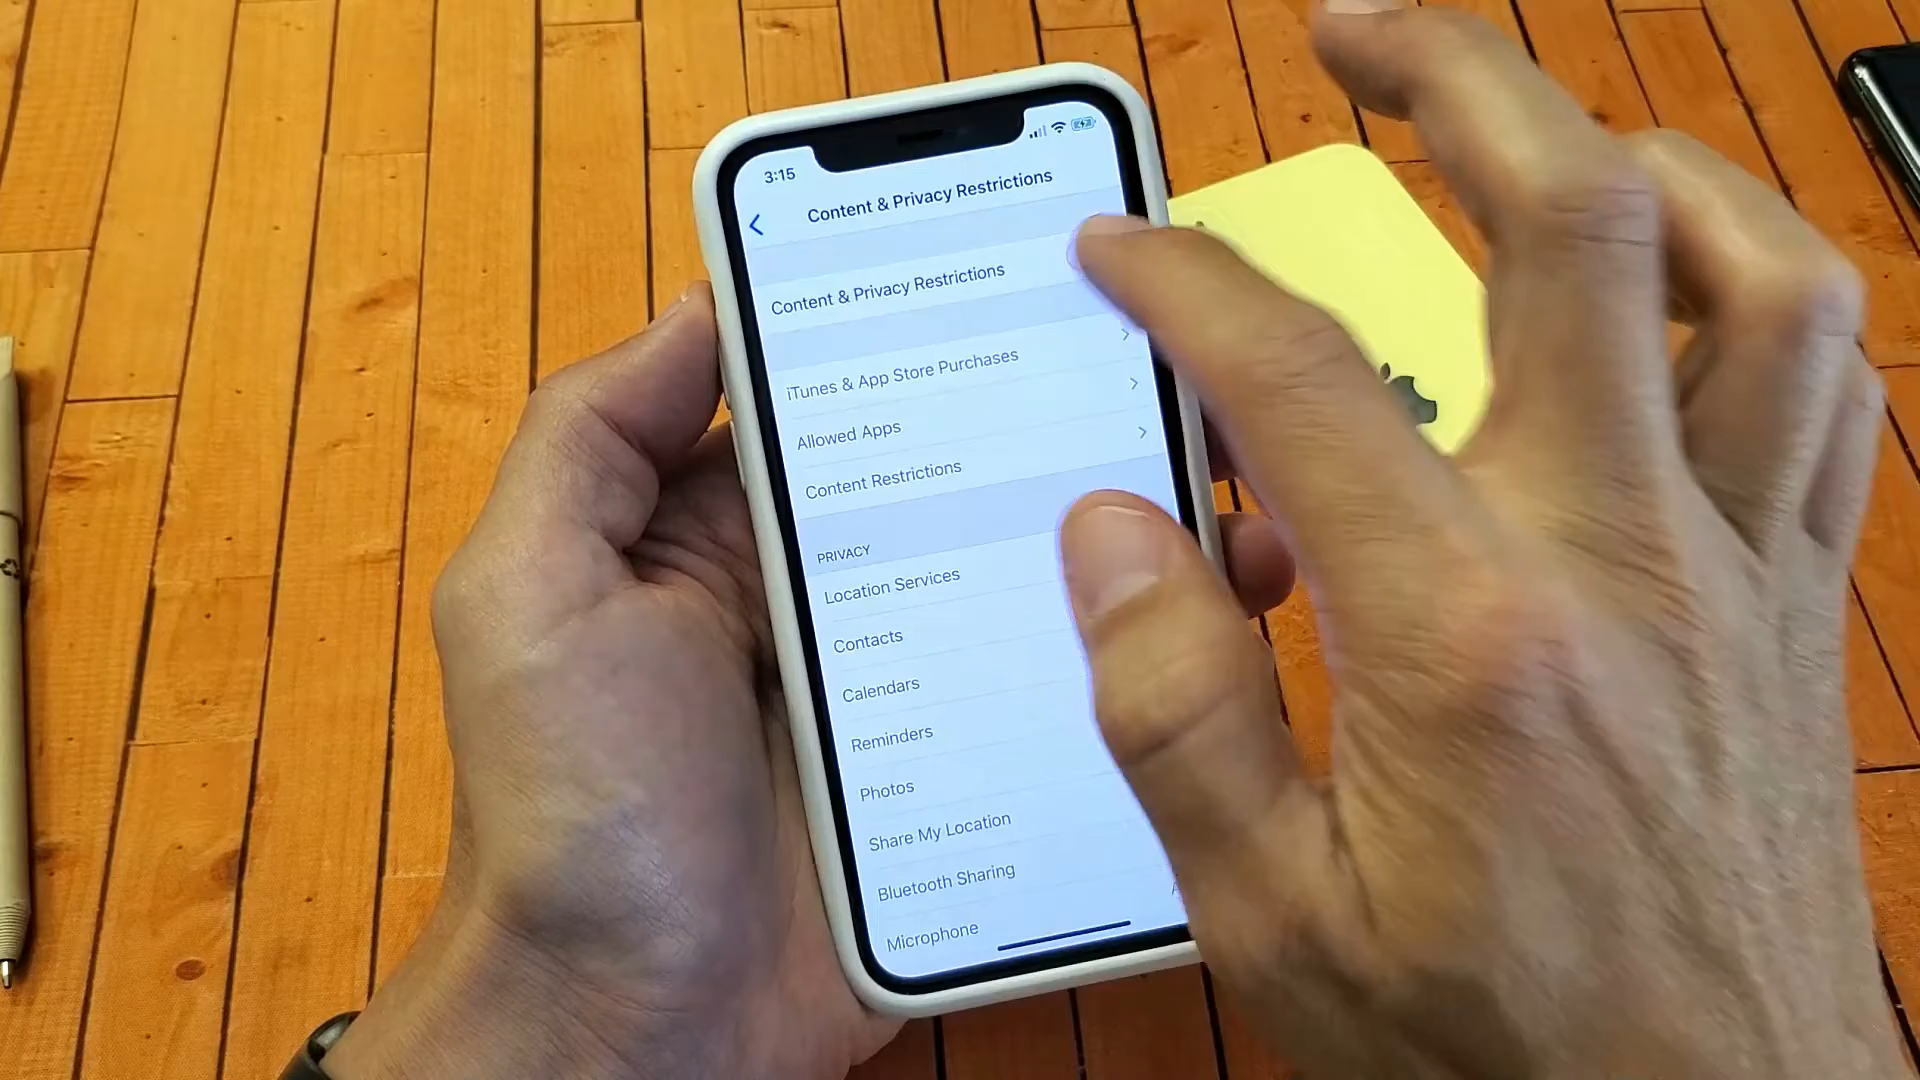 3:15
Content & Privacy Restrictions
Content & Privacy Restrictions
iTunes & App Store Purchases
Allowed Apps
Content Restrictions
PRIVACY
Location Services
Contacts
Calendars
Reminders
Photos
Share My Location
Bluetooth Sharing
Microphone